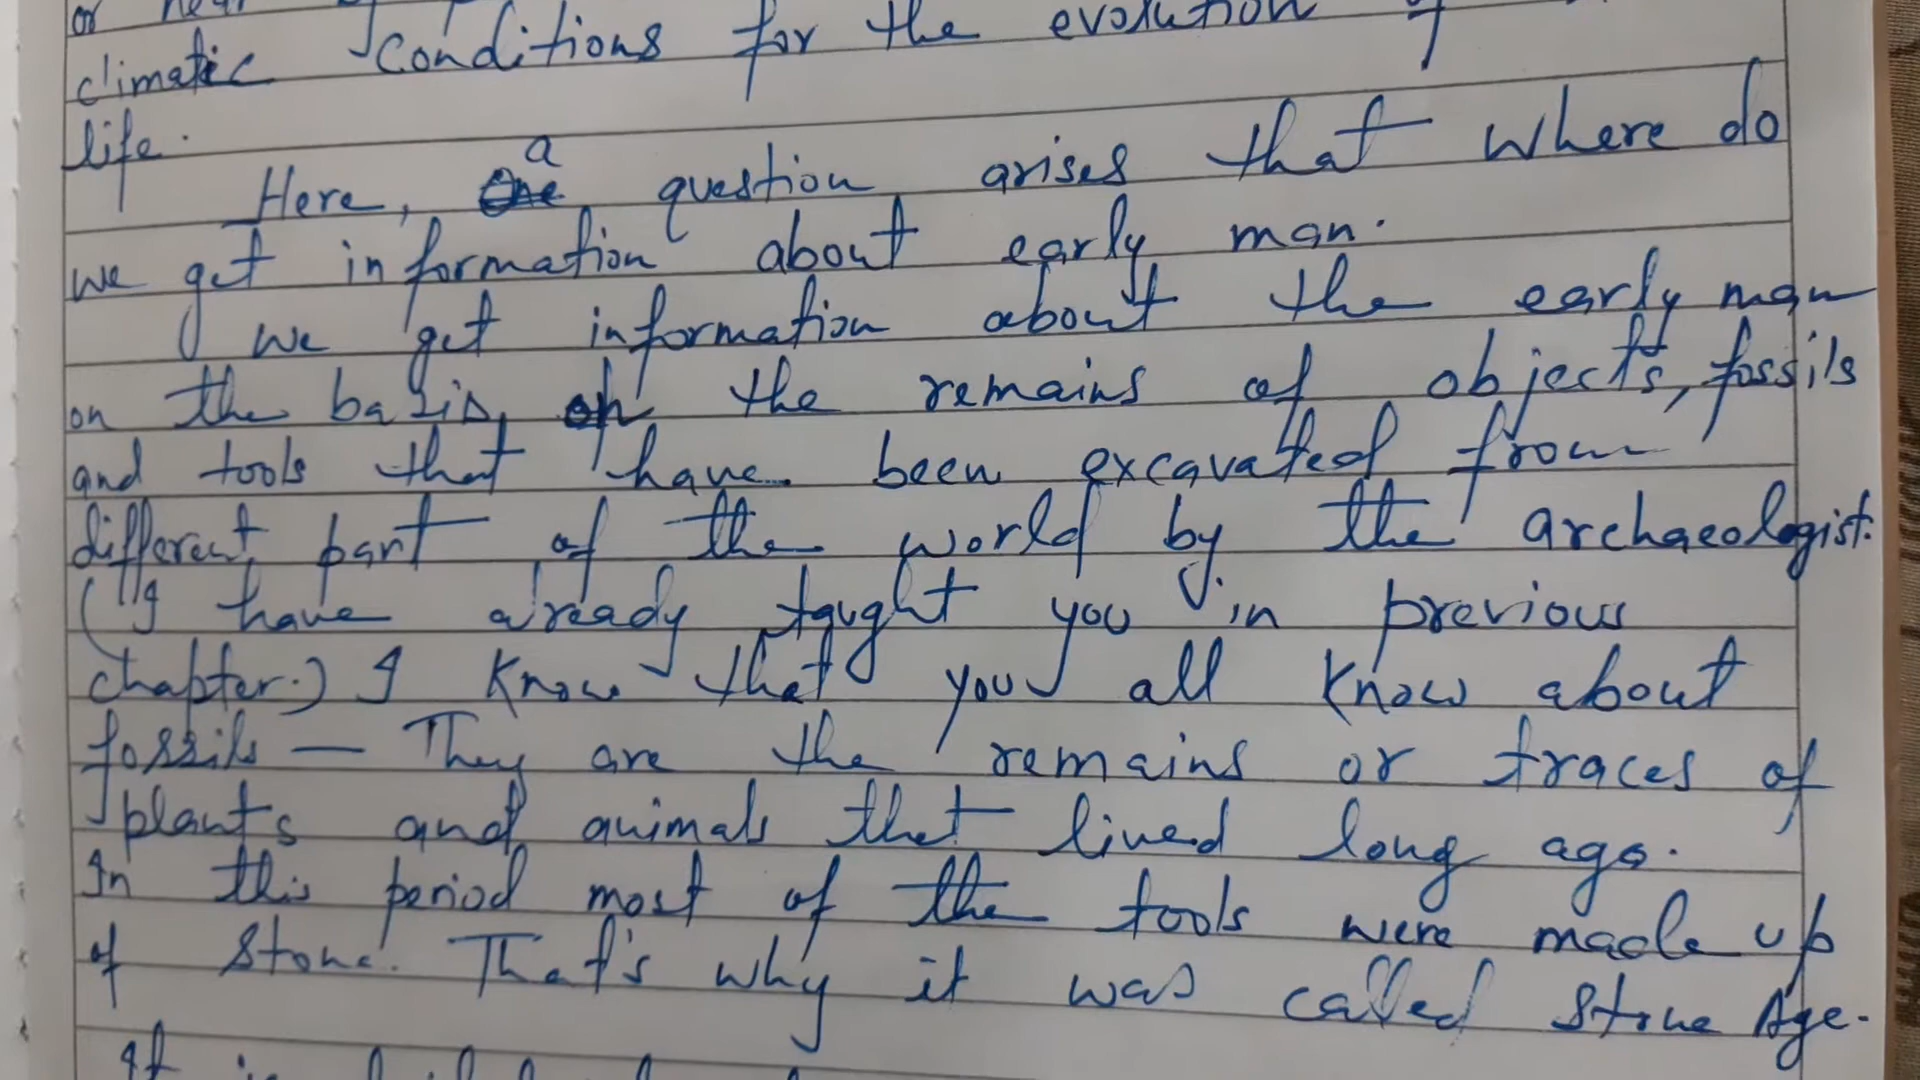 or near
climatic conditions for the evolution of
life.
Here, a question arises that where do
we get information about early man.
We get information about the early man
on the basis of the remains of objects, fossils
and tools that have been excavated from
different part of the world by the archaeologist.
(I have already taught you in previous
chapter.) I know that you all know about
fossils — They are the remains or traces of
plants and animals that lived long ago.
In this period most of the tools were made up
of stone. That's why it was called Stone Age.
It is